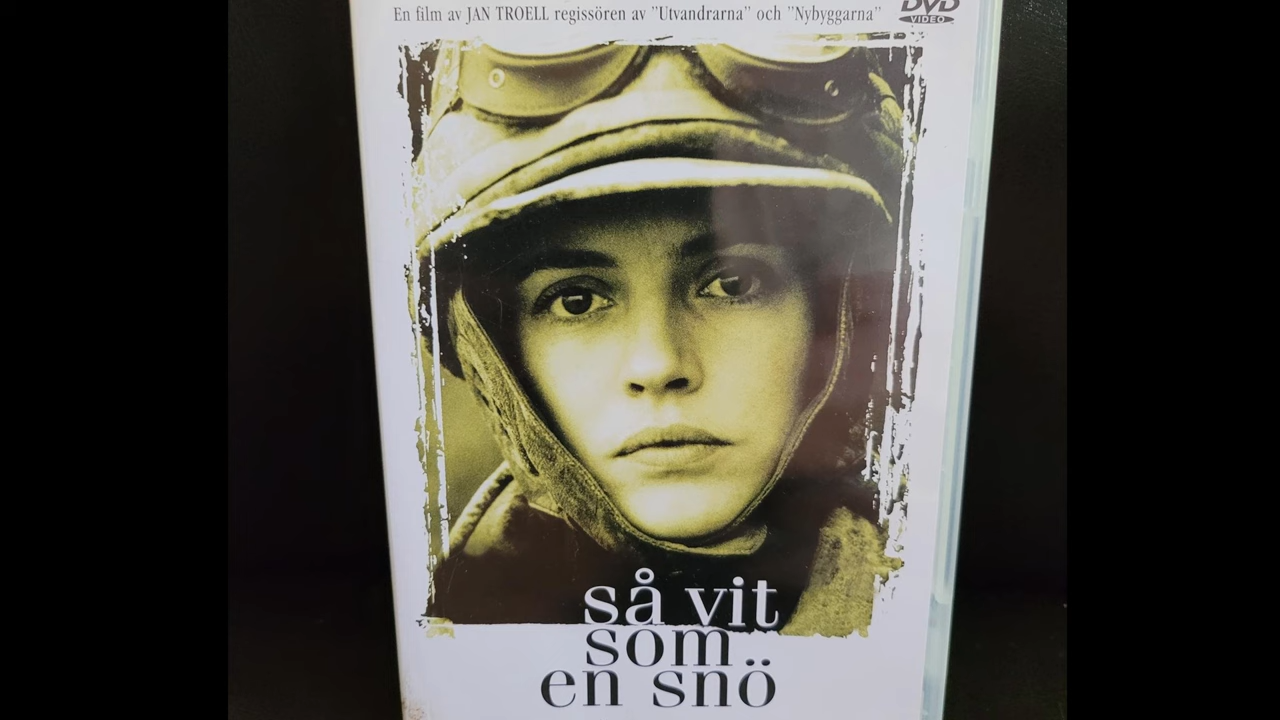 En film av JAN TROELL regissören av ”Utvandrarna” och ”Nybyggarna”
DVD
VIDEO
så vit
som
en snö